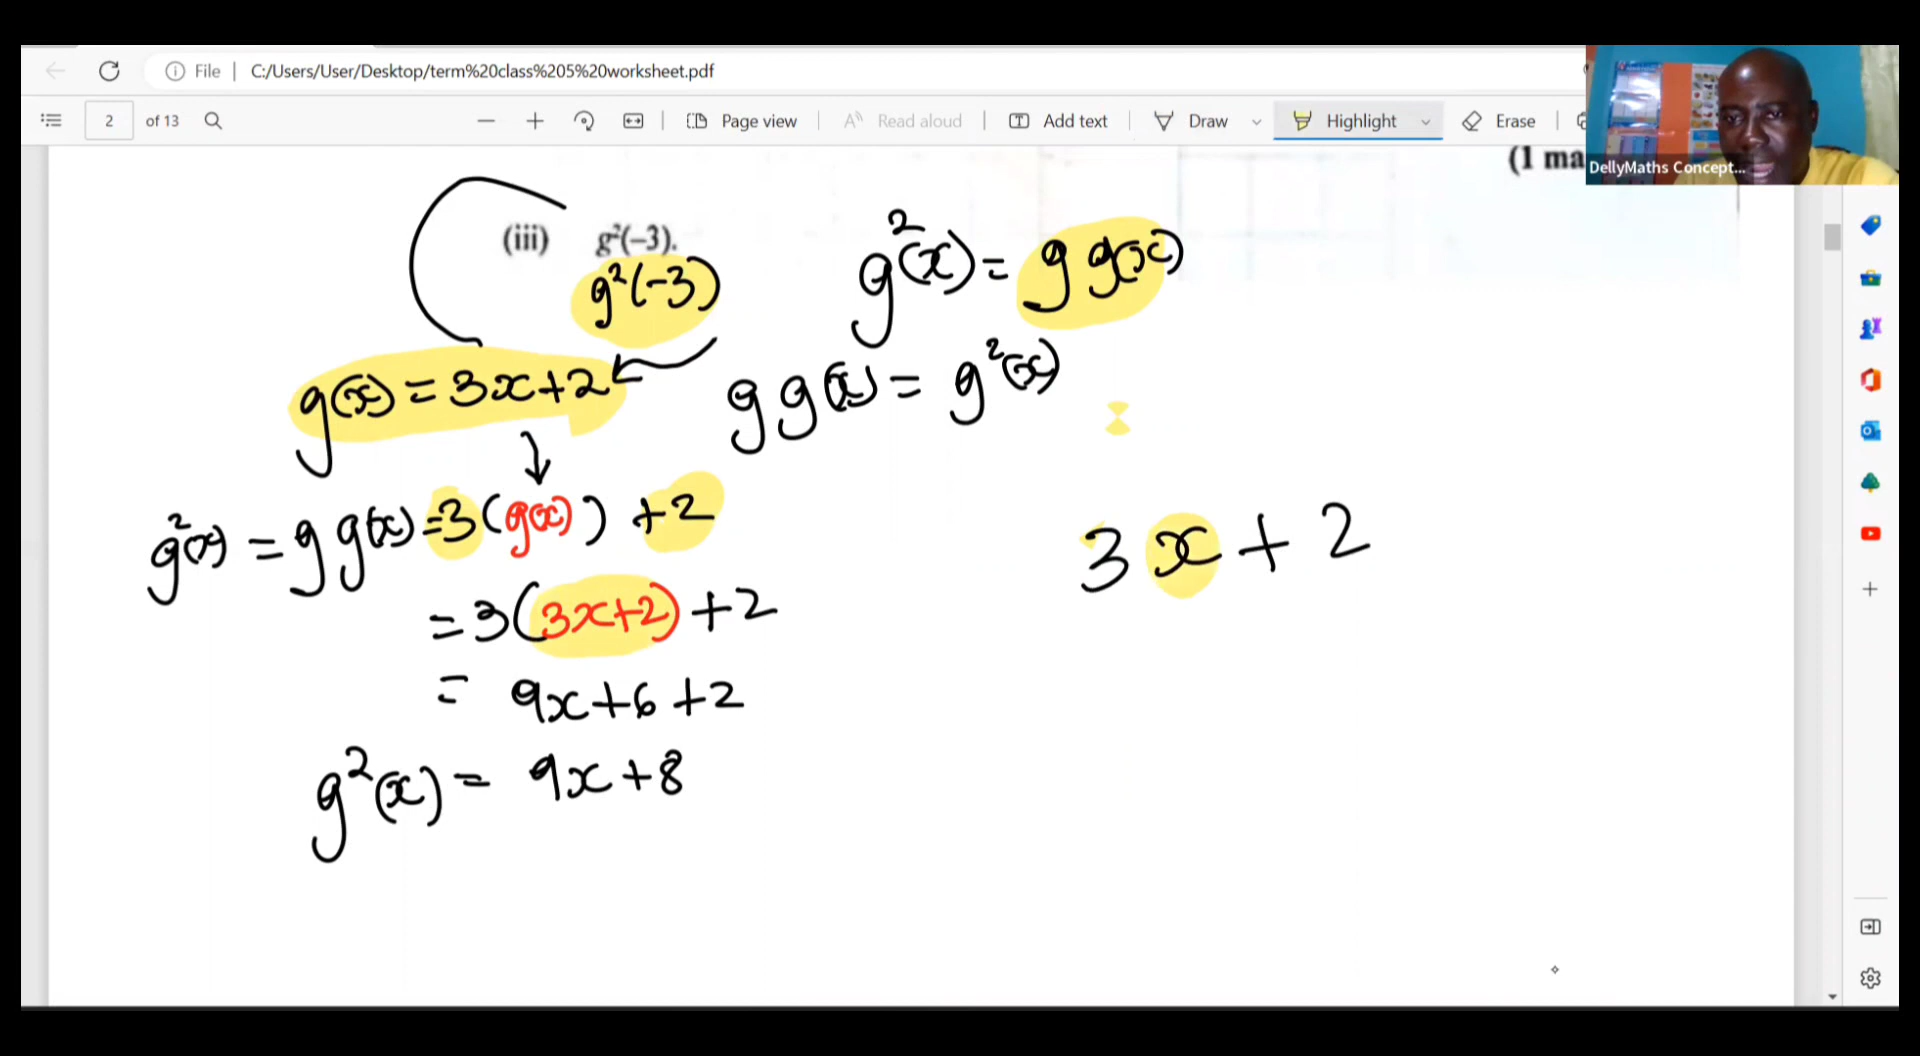 File | C:/Users/User/Desktop/term%20class%205%20worksheet.pdf
2 of 13 Page view Read aloud Add text Draw Highlight Erase
DellyMaths Concept...
(1 ma
(iii) g²(−3).
g²(−3)
g²(x) = g g(x)
g(x) = 3x+2
g g(x) = g²(x)
g²(x) = g g(x) = 3(g(x)) + 2
3x + 2
= 3(3x+2) + 2
= 9x+6+2
g²(x) = 9x+8